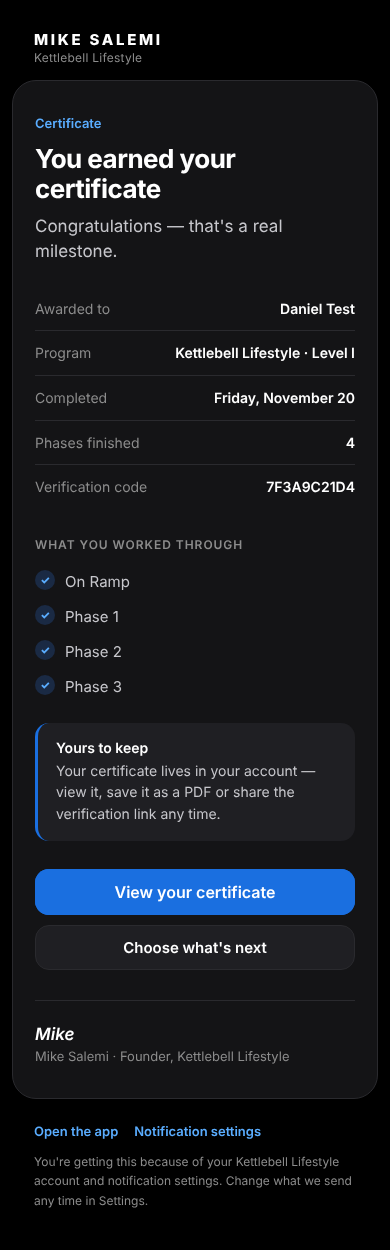 MIKE SALEMI
Kettlebell Lifestyle
Certificate
You earned your
certificate
Congratulations — that's a real
milestone.
Awarded to Daniel Test
Program Kettlebell Lifestyle · Level I
Completed Friday, November 20
Phases finished 4
Verification code 7F3A9C21D4
WHAT YOU WORKED THROUGH
On Ramp
Phase 1
Phase 2
Phase 3
Yours to keep
Your certificate lives in your account —
view it, save it as a PDF or share the
verification link any time.
View your certificate
Choose what's next
Mike
Mike Salemi · Founder, Kettlebell Lifestyle
Open the app Notification settings
You're getting this because of your Kettlebell Lifestyle
account and notification settings. Change what we send
any time in Settings.